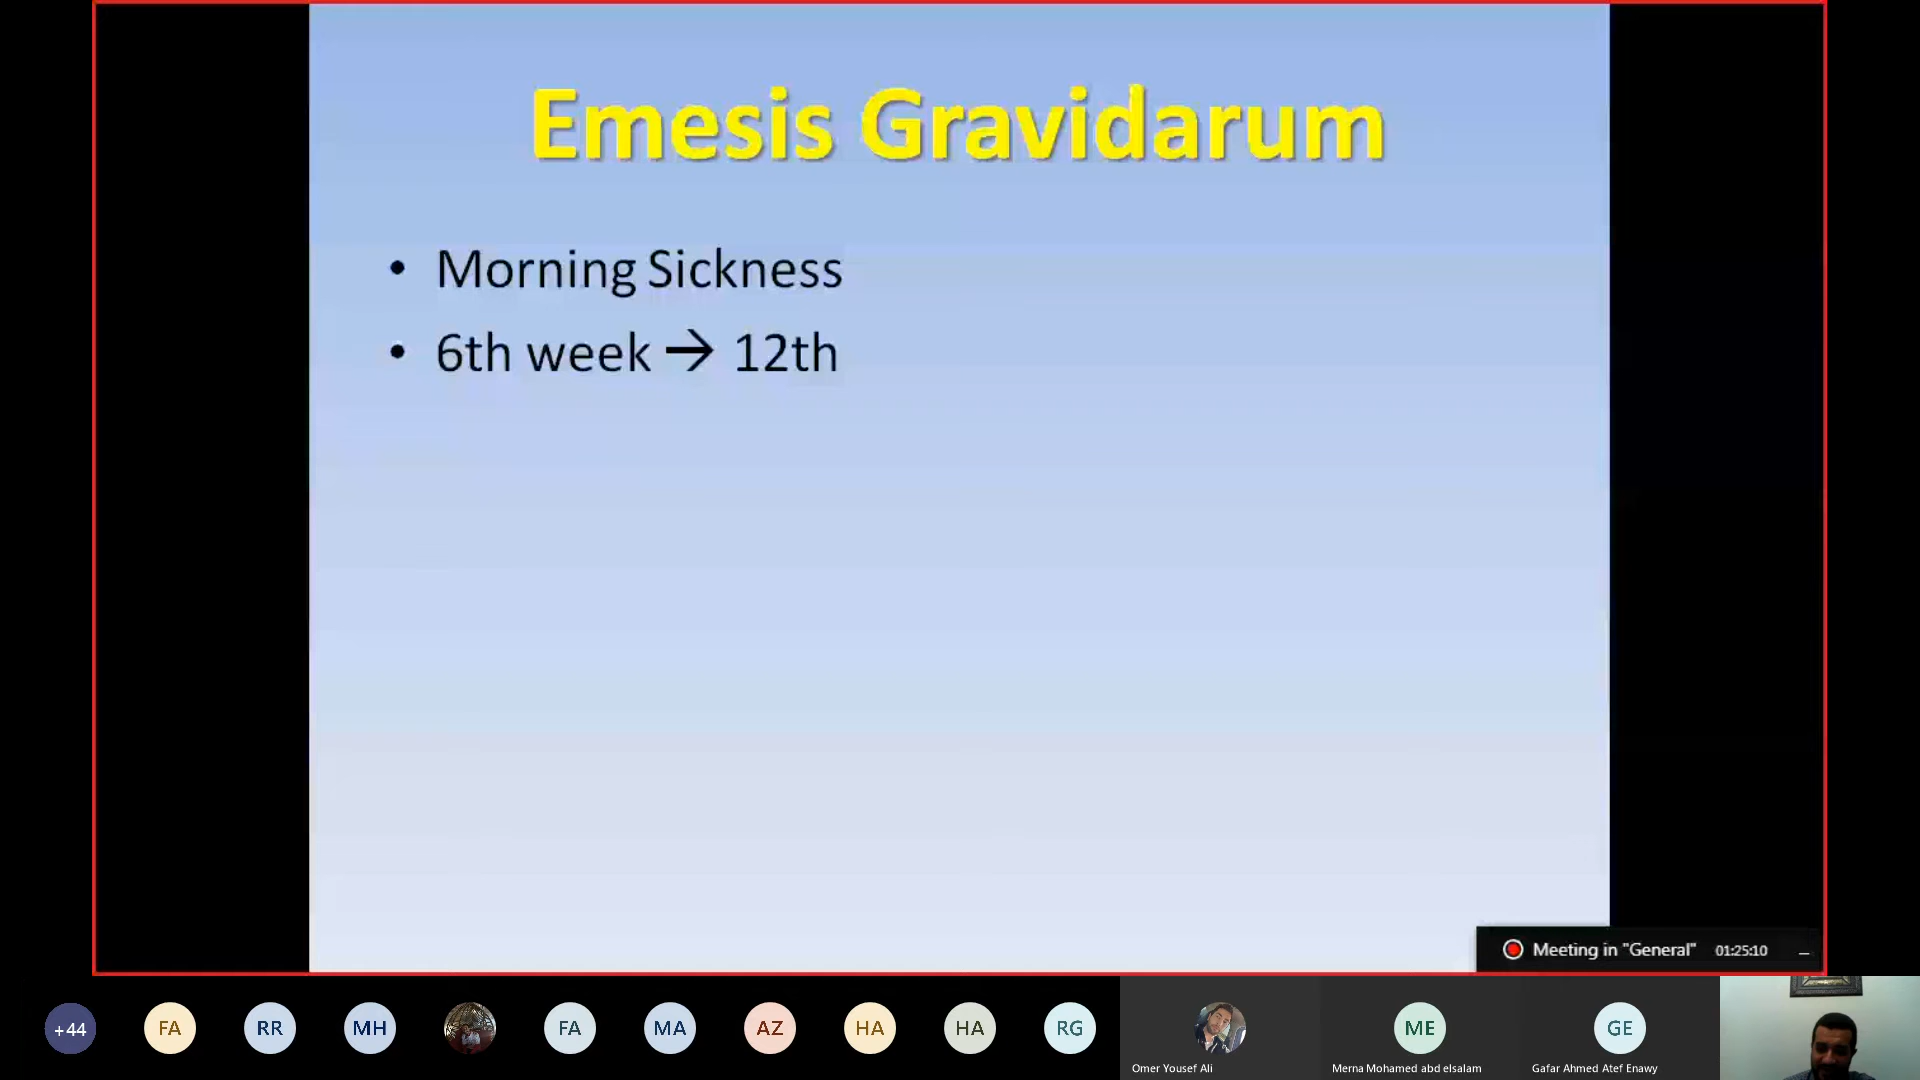 Emesis Gravidarum
• Morning Sickness
• 6th week → 12th
Meeting in "General" 01:25:10
+44 FA RR MH FA MA AZ HA HA RG ME GE
Omer Yousef Ali Merna Mohamed abd elsalam Gafar Ahmed Atef Enawy